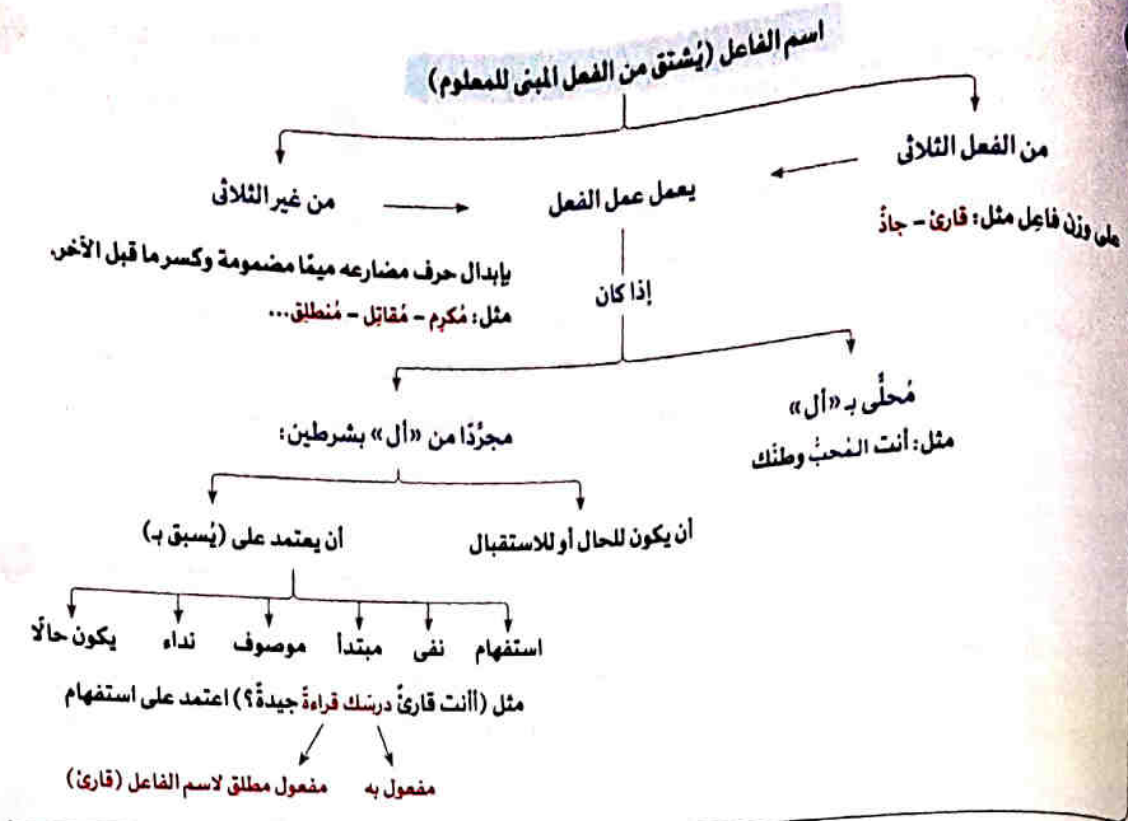 اسم الفاعل (يُشتق من الفعل المبنى للمعلوم)
من الفعل الثلاثى
على وزن فاعِل مثل: قارئ - جادّ
يعمل عمل الفعل
من غير الثلاثى
بإبدال حرف مضارعه ميمًا مضمومة وكسر ما قبل الآخر.
مثل: مُكرِم - مُقاتِل - مُنطلِق...
إذا كان
مُحلًّى بـ «أل»
مثل: أنت المُحبُّ وطنَك
مجرَّدًا من «أل» بشرطين:
أن يكون للحال أو للاستقبال
أن يعتمد على (يُسبق بـ)
استفهام نفى مبتدأ موصوف نداء يكون حالًا
مثل (أأنت قارئٌ درسَك قراءةً جيدةً؟) اعتمد على استفهام
مفعول به مفعول مطلق لاسم الفاعل (قارئ)